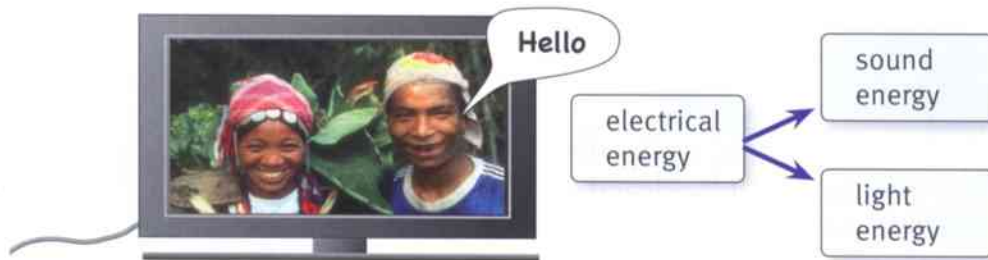 Hello
electrical
energy
sound
energy
light
energy